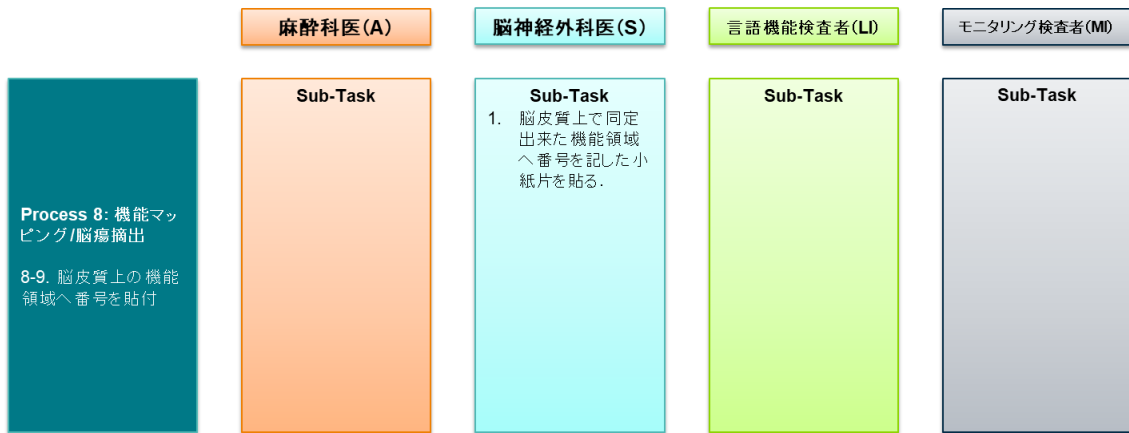 麻酔科医(A)
脳神経外科医(S)
言語機能検査者(LI)
モニタリング検査者(MI)
Process 8: 機能マッ
ピング/脳瘍摘出
8-9. 脳皮質上の機能
領域へ番号を貼付
Sub-Task
Sub-Task
1. 脳皮質上で同定
出来た機能領域
へ番号を記した小
紙片を貼る.
Sub-Task
Sub-Task